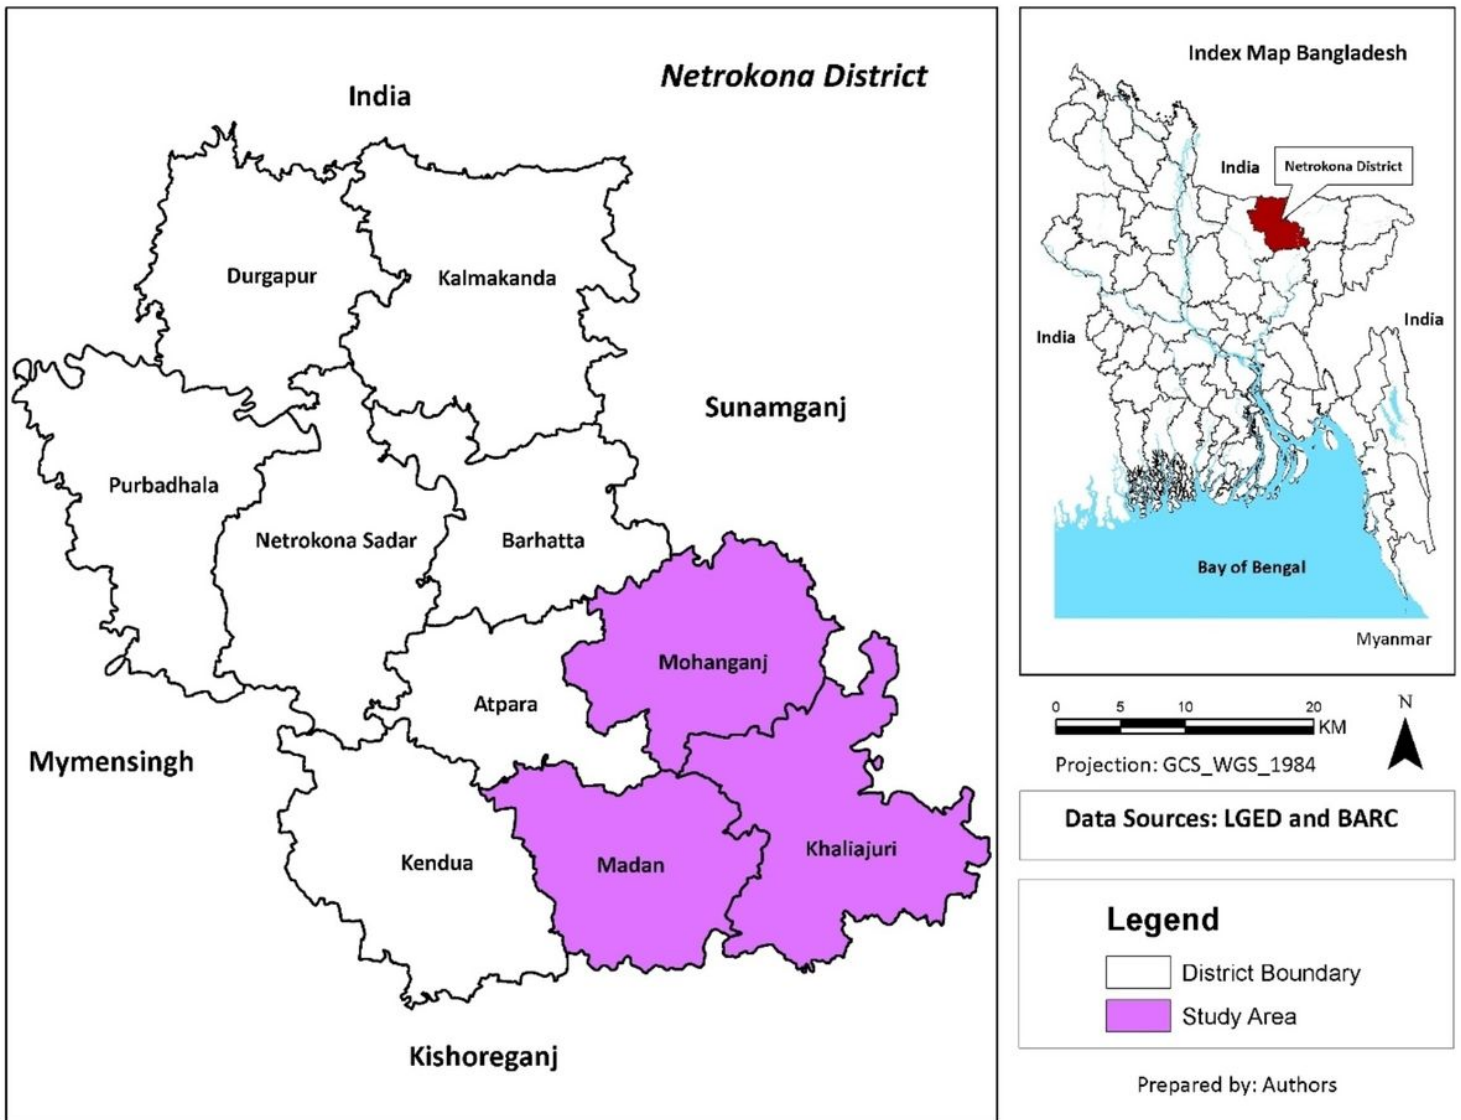 Netrokona District
India
Durgapur
Kalmakanda
Sunamganj
Purbadhala
Netrokona Sadar
Barhatta
Mohanganj
Atpara
Mymensingh
Khaliajuri
Kendua
Madan
Kishoreganj
Index Map Bangladesh
India
Netrokona District
India
India
Bay of Bengal
Myanmar
0 5 10 20
KM
N
Projection: GCS_WGS_1984
Data Sources: LGED and BARC
Legend
District Boundary
Study Area
Prepared by: Authors